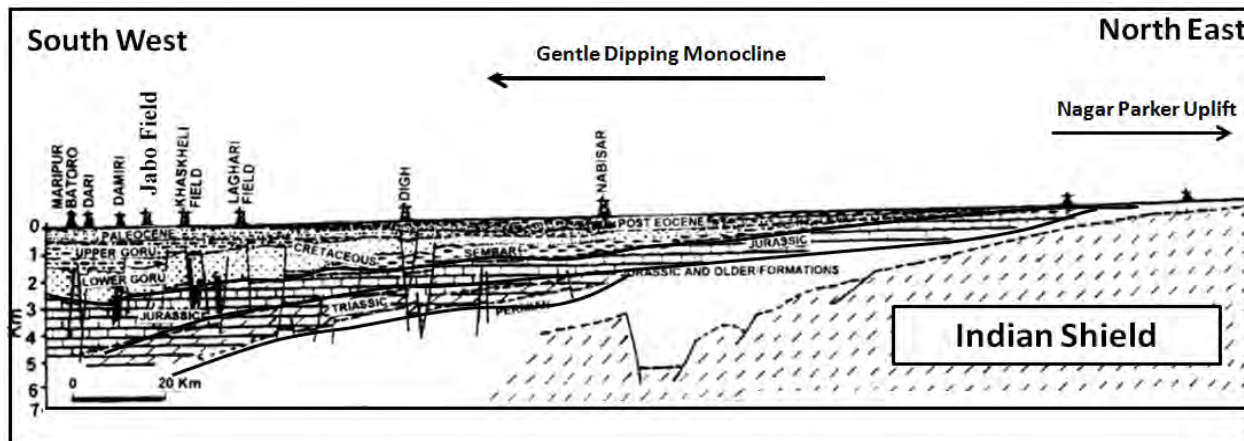 South West
North East
Gentle Dipping Monocline
Nagar Parker Uplift
MARIPUR
BATORO
DARI
DAMIRI
Jabo Field
KHASKHELI
FIELD
LAGHARI
FIELD
DIGH
NABISAR
0
1
2
3
4
5
6
7
Km
PALEOCENE
UPPER GORU
LOWER GORU
CRETACEOUS
SEMBAR
POST EOCENE
JURASSIC
JURASSIC AND OLDER FORMATIONS
JURASSIC
TRIASSIC
PERMIAN
Indian Shield
0 20 Km